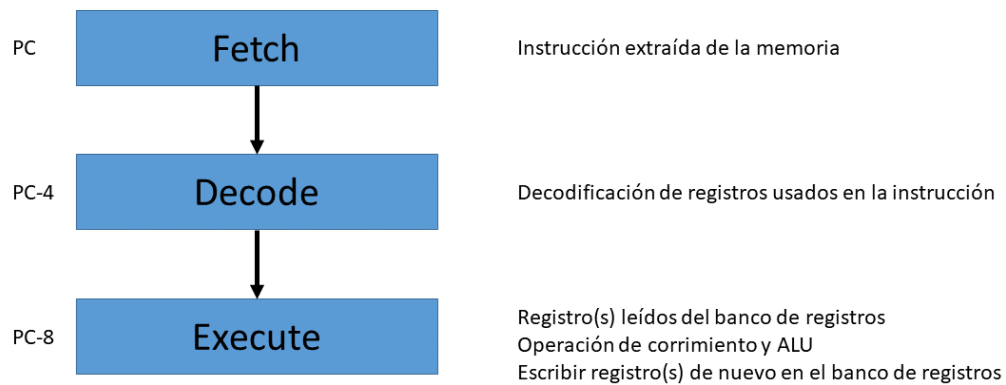 PC
Fetch
Instrucción extraída de la memoria
PC-4
Decode
Decodificación de registros usados en la instrucción
PC-8
Execute
Registro(s) leídos del banco de registros
Operación de corrimiento y ALU
Escribir registro(s) de nuevo en el banco de registros